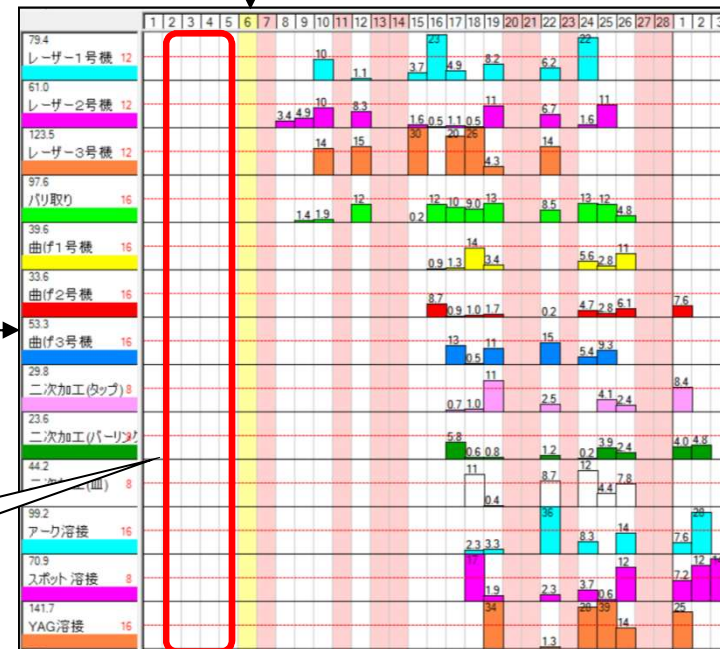 1 2 3 4 5 6 7 8 9 10 11 12 13 14 15 16 17 18 19 20 21 22 23 24 25 26 27 28 1 2 3
79.4
レーザー1号機 12
10 1.1 3.7 23 4.9 8.2 6.2 22
61.0
レーザー2号機 12
3.4 4.9 10 8.3 1.6 0.5 1.1 0.5 11 6.7 1.6 11
123.5
レーザー3号機 12
14 15 30 20 26 4.3 14
97.6
バリ取り 16
1.4 1.9 12 0.2 12 10 9.0 13 8.5 13 12 4.8
39.6
曲げ1号機 16
0.9 1.3 14 3.4 5.6 2.8 11
33.6
曲げ2号機 16
8.7 0.9 1.0 1.7 0.2 4.7 2.8 6.1 7.6
53.3
曲げ3号機 16
13 0.5 11 15 5.4 9.3
29.8
二次加工(タップ) 8
0.7 1.0 11 2.5 4.1 2.4 8.4
23.6
二次加工(バーリング
5.8 0.6 0.8 1.2 0.2 3.9 2.4 4.0 4.8
44.2
8
11 0.4 8.7 12 4.4 7.8
99.2
アーク溶接 16
2.3 3.3 36 8.3 14 7.6 28
70.9
スポット溶接 8
17 1.9 2.3 3.7 0.6 12 7.2 12
141.7
YAG溶接 16
34 1.3 28 39 14 25